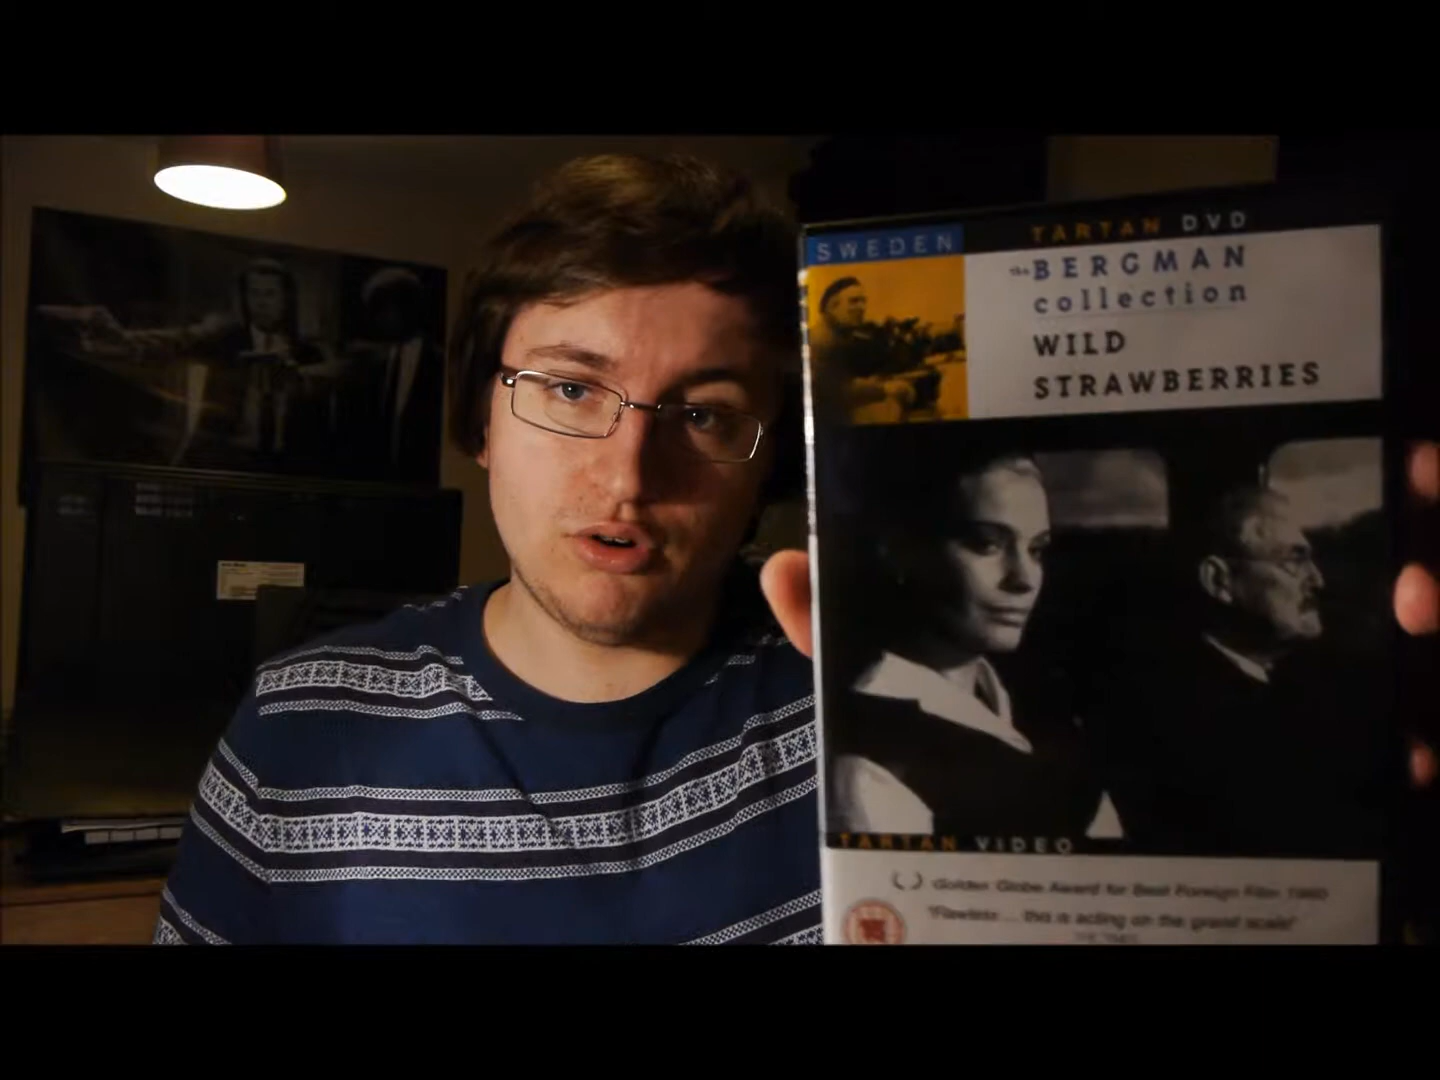 SWEDEN
TARTAN DVD
the BERGMAN
collection
WILD
STRAWBERRIES
TARTAN VIDEO
Golden Globe Award for Best Foreign Film 1960
'Flawless ... this is acting on the grand scale'
15